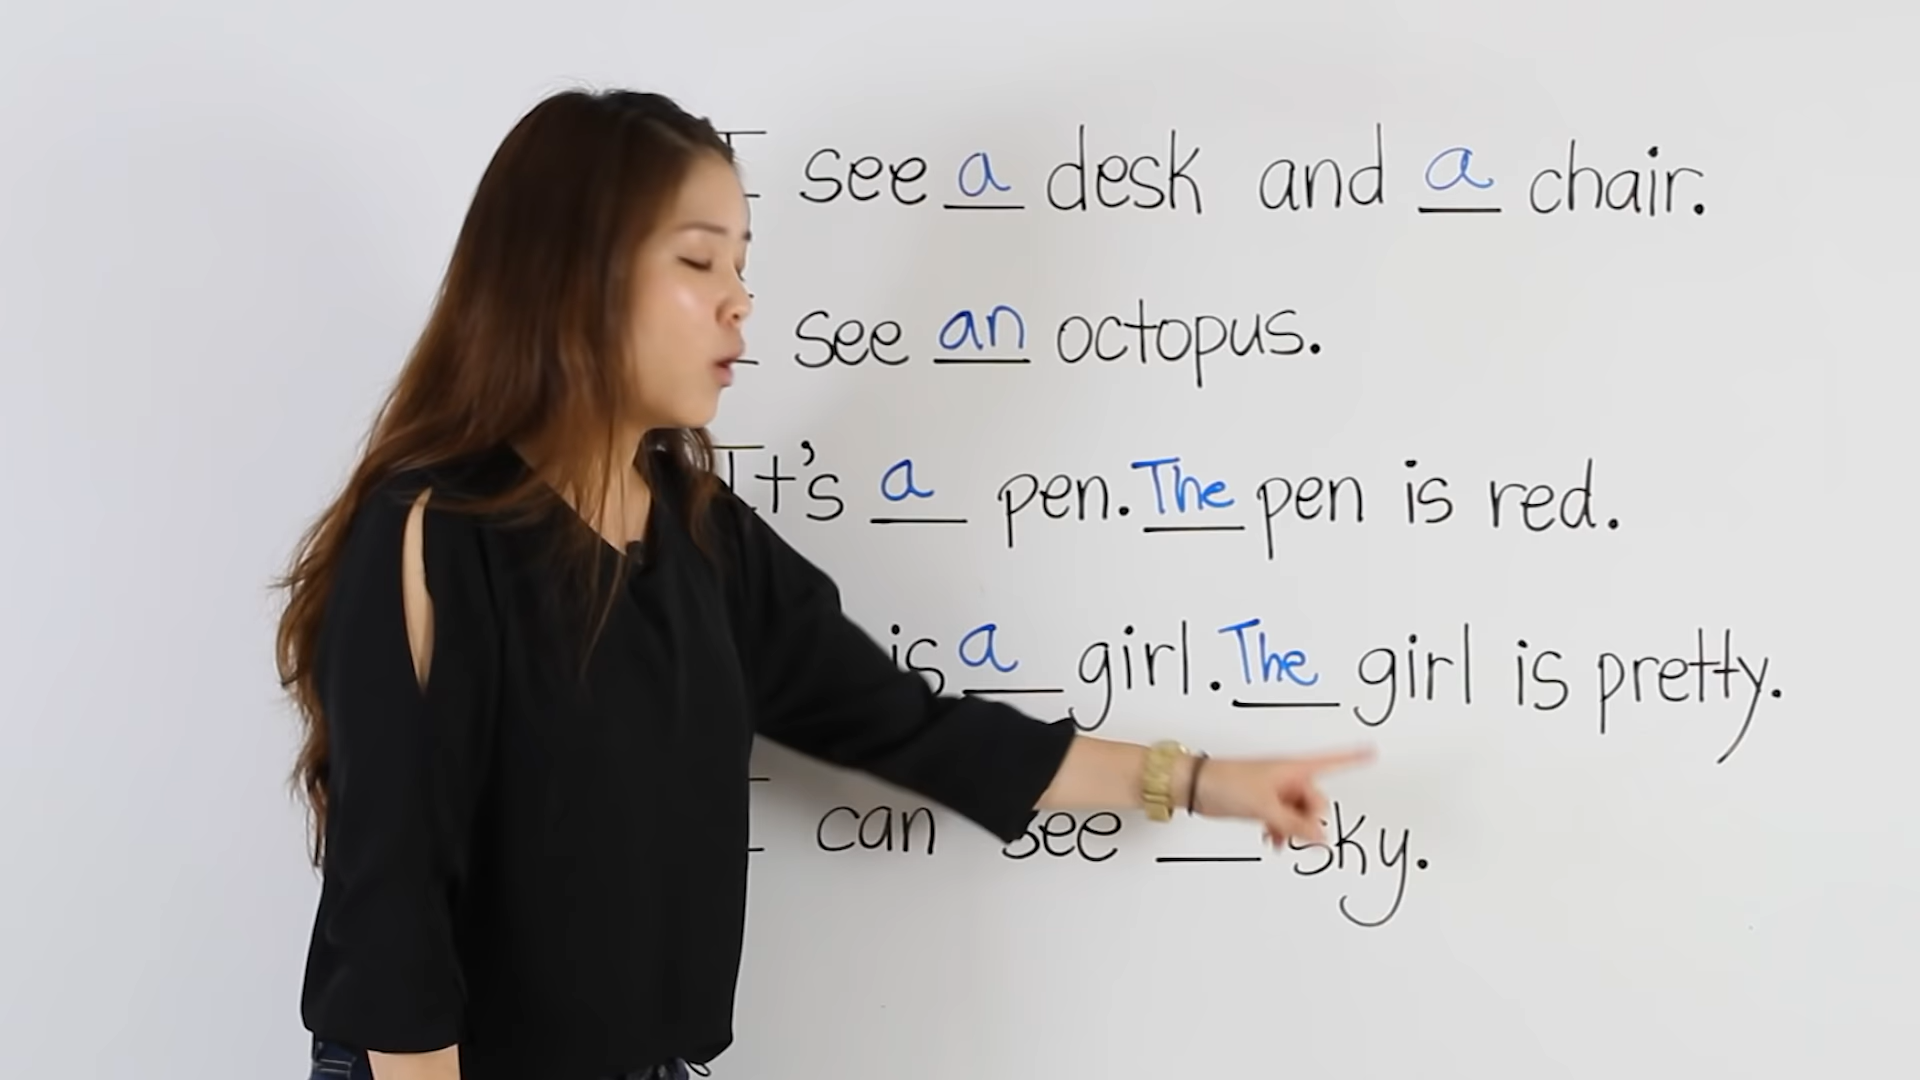 I see a desk and a chair.
I see an octopus.
It's a pen. The pen is red.
is a girl. The girl is pretty.
I can see ___ sky.